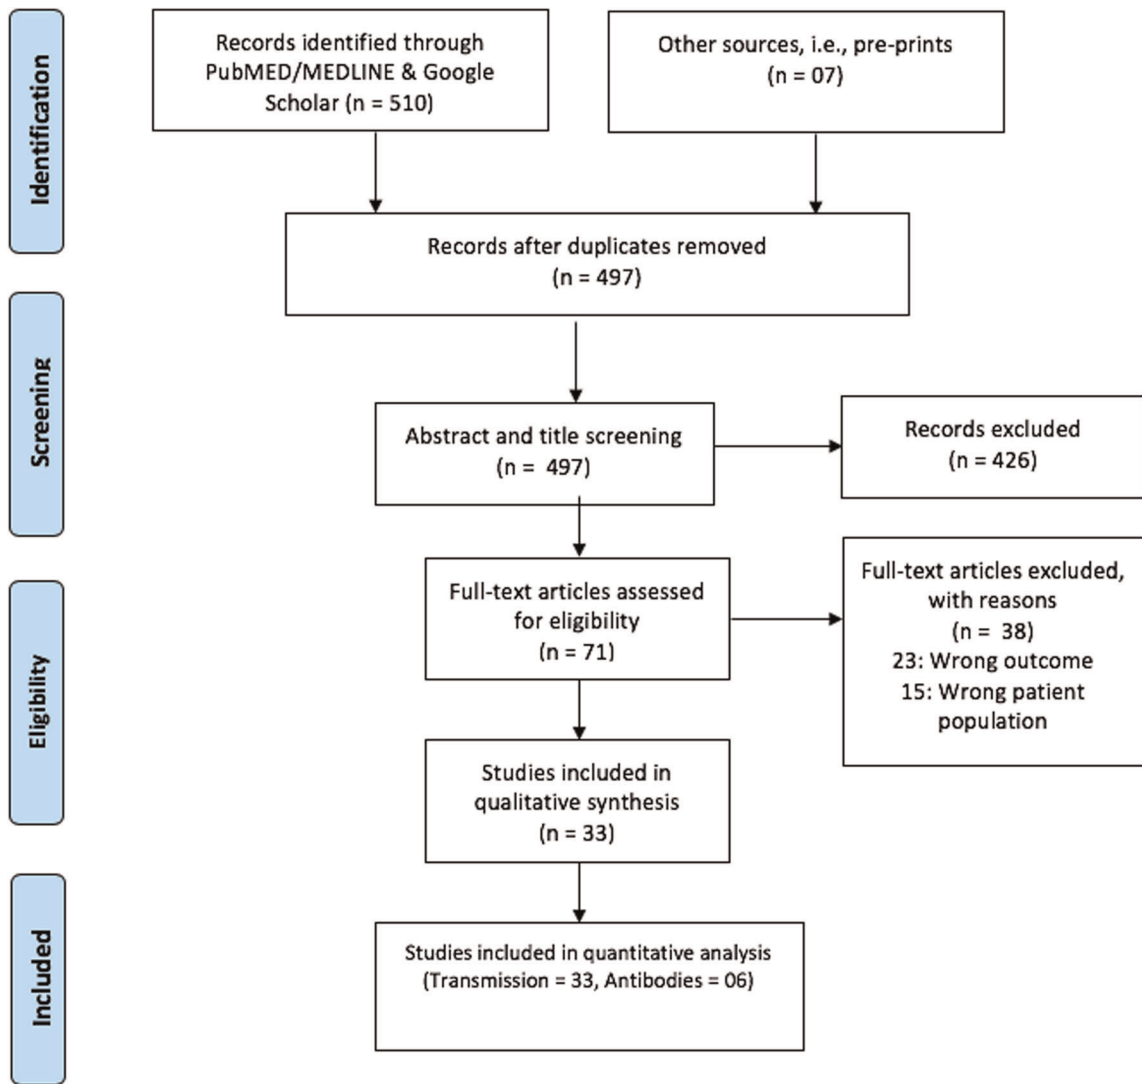 Identification
Records identified through
PubMED/MEDLINE & Google
Scholar (n = 510)
Other sources, i.e., pre-prints
(n = 07)
Records after duplicates removed
(n = 497)
Screening
Abstract and title screening
(n = 497)
Records excluded
(n = 426)
Eligibility
Full-text articles assessed
for eligibility
(n = 71)
Full-text articles excluded,
with reasons
(n = 38)
23: Wrong outcome
15: Wrong patient
population
Studies included in
qualitative synthesis
(n = 33)
Included
Studies included in quantitative analysis
(Transmission = 33, Antibodies = 06)